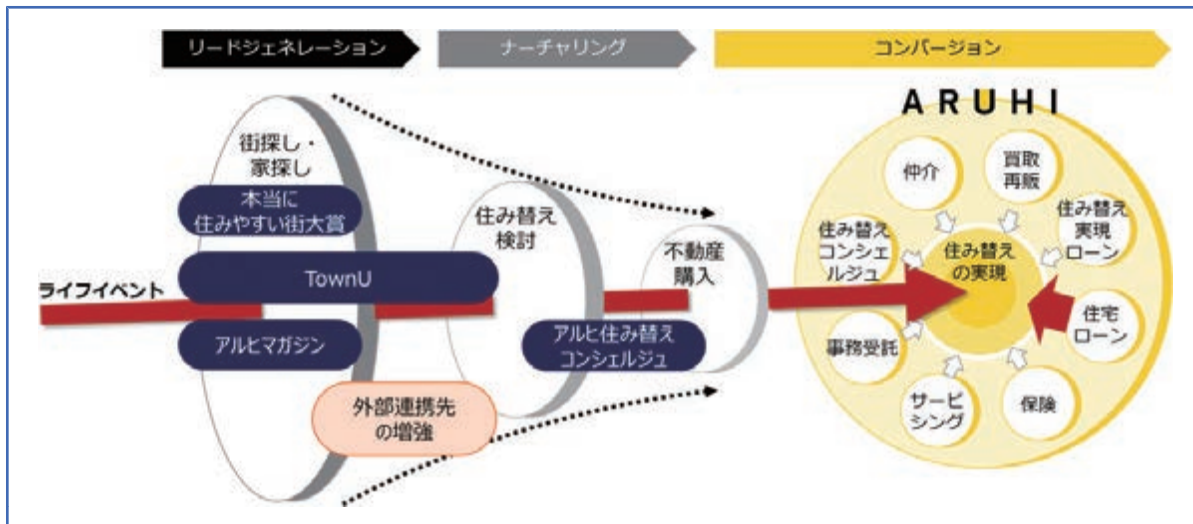 リードジェネレーション
ナーチャリング
コンバージョン
街探し・
家探し
本当に
住みやすい街大賞
TownU
ライフイベント
アルヒマガジン
外部連携先
の増強
住み替え
検討
アルヒ住み替え
コンシェルジュ
不動産
購入
ARUHI
仲介
買取
再販
住み替え
実現
ローン
住み替え
コンシェ
ルジュ
住み替え
の実現
住宅
ローン
事務受託
サービ
シング
保険